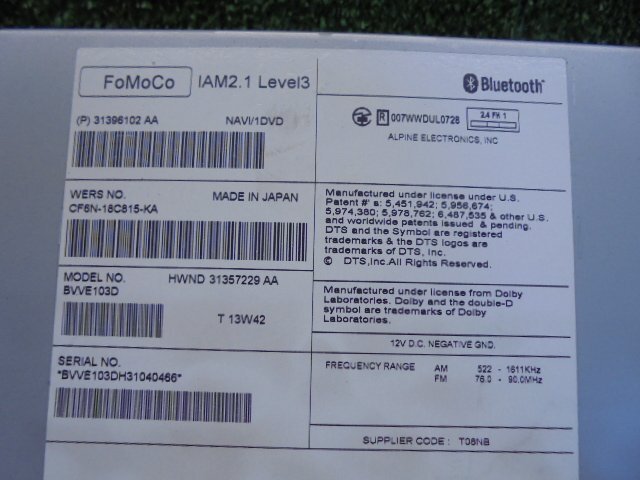 FoMoCo IAM2.1 Level3
(P) 31396102 AA NAVI/1DVD
WERS NO. MADE IN JAPAN
CF6N-18C815-KA
MODEL NO. HWND 31357229 AA
BVVE103D
T 13W42
SERIAL NO.
*BVVE103DH31040466*
Bluetooth
R 007WWDUL0728 2.4 FH 1
ALPINE ELECTRONICS, INC
Manufactured under license under U.S.
Patent #' s: 5,451,942; 5,956,674;
5,974,380; 5,978,762; 6,487,535 & other U.S.
and worldwide patents issued & pending.
DTS and the Symbol are registered
trademarks & the DTS logos are
trademarks of DTS, Inc.
© DTS,Inc.All Rights Reserved.
Manufactured under license from Dolby
Laboratories. Dolby and the double-D
symbol are trademarks of Dolby
Laboratories.
12V D.C. NEGATIVE GND.
FREQUENCY RANGE AM 522 - 1611KHz
FM 76.0 - 90.0MHz
SUPPLIER CODE : T08NB